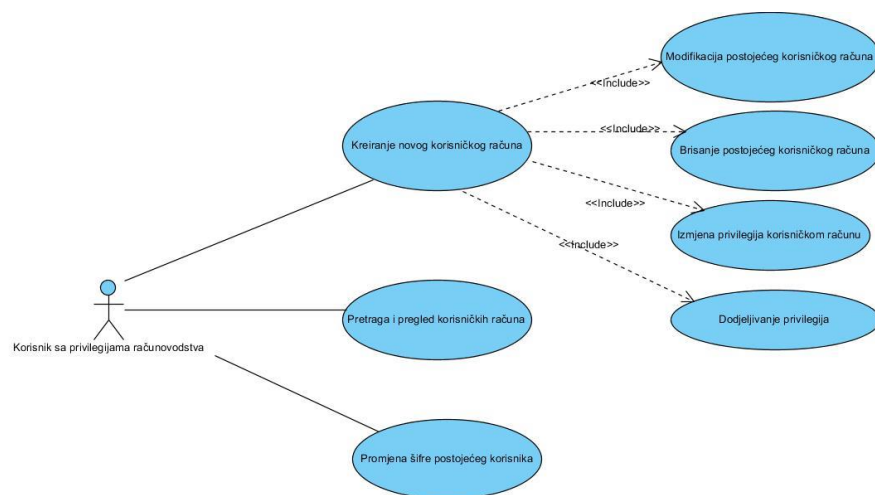 Modifikacija postojećeg korisničkog računa
<<Include>>
Kreiranje novog korisničkog računa
<<Include>>
Brisanje postojećeg korisničkog računa
<<Include>>
Izmjena privilegija korisničkom računu
<<Include>>
Dodjeljivanje privilegija
Pretraga i pregled korisničkih računa
Korisnik sa privilegijama računovodstva
Promjena šifre postojećeg korisnika